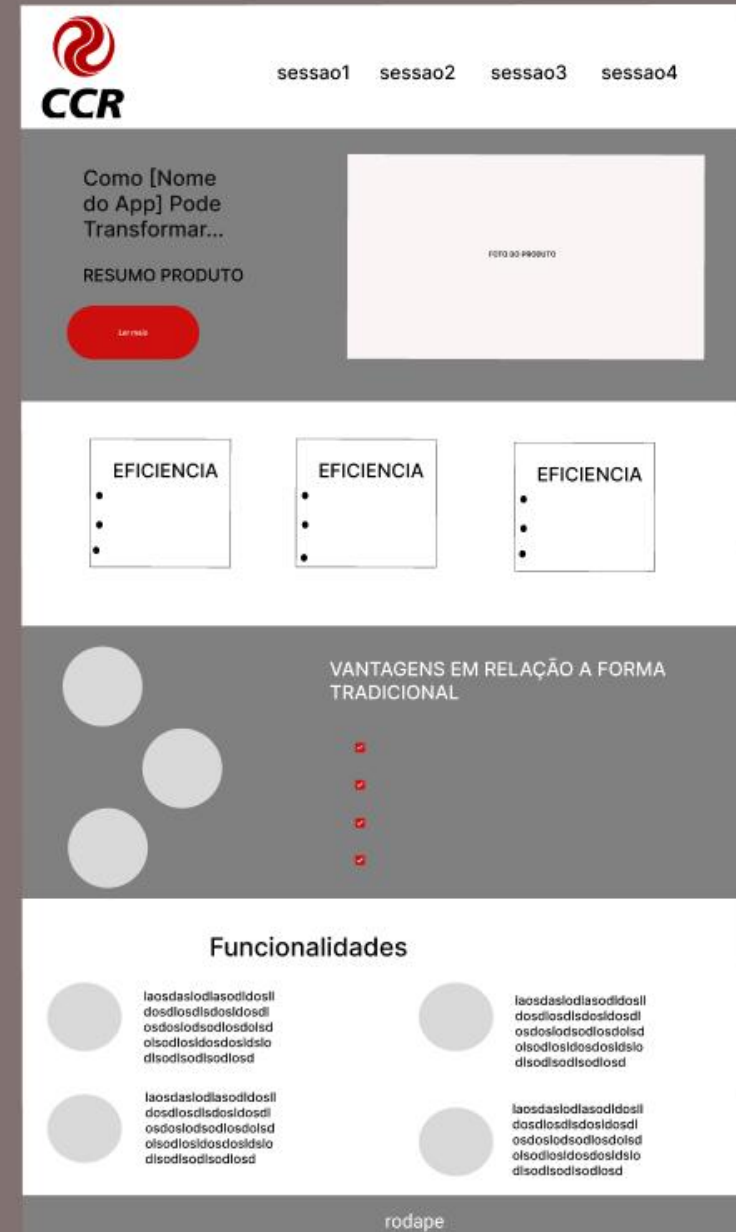 CCR
sessao1 sessao2 sessao3 sessao4
Como [Nome
do App] Pode
Transformar...
RESUMO PRODUTO
Ler mais
FOTO DO PRODUTO
EFICIENCIA
EFICIENCIA
EFICIENCIA
VANTAGENS EM RELAÇÃO A FORMA
TRADICIONAL
Funcionalidades
laosdaslodlasodldosll
dosdlosdlsdosldosdl
osdoslodsodlosdolsd
olsodlosldosdosldslo
dlsodlsodlsodlosd
laosdaslodlasodldosll
dosdlosdlsdosldosdl
osdoslodsodlosdolsd
olsodlosldosdosldslo
dlsodlsodlsodlosd
laosdaslodlasodldosll
dosdlosdlsdosldosdl
osdoslodsodlosdolsd
olsodlosldosdosldslo
dlsodlsodlsodlosd
laosdaslodlasodldosll
dosdlosdlsdosldosdl
osdoslodsodlosdolsd
olsodlosldosdosldslo
dlsodlsodlsodlosd
rodape